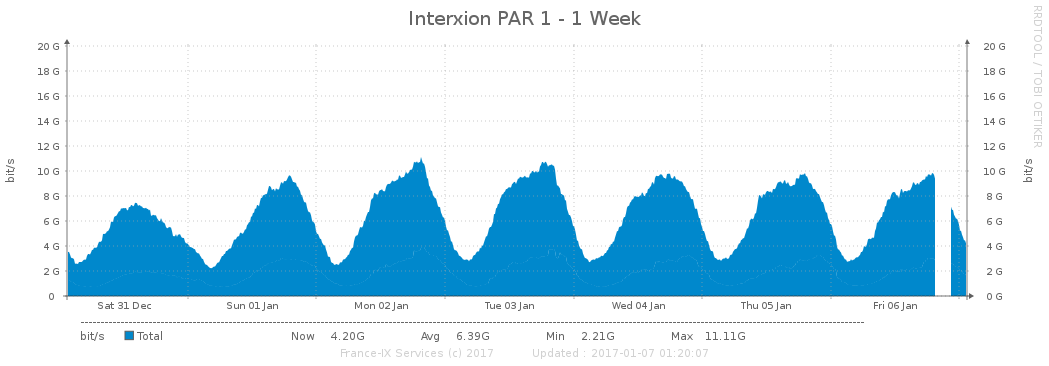 Interxion PAR 1 - 1 Week
RRDTOOL / TOBI OETIKER
bit/s
20 G 20 G
18 G 18 G
16 G 16 G
14 G 14 G
12 G 12 G
10 G 10 G
8 G 8 G
6 G 6 G
4 G 4 G
2 G 2 G
0 0 G
bit/s
Sat 31 Dec Sun 01 Jan Mon 02 Jan Tue 03 Jan Wed 04 Jan Thu 05 Jan Fri 06 Jan
bit/s Total Now 4.20G Avg 6.39G Min 2.21G Max 11.11G
France-IX Services (c) 2017 Updated : 2017-01-07 01:20:07